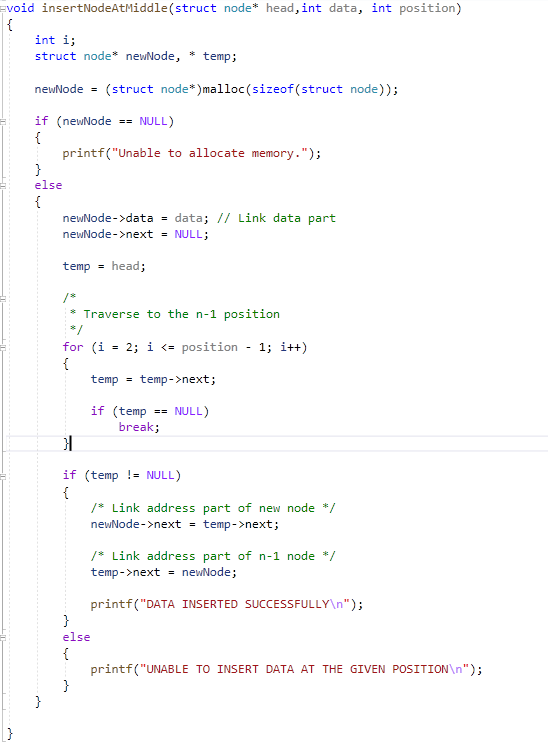 void insertNodeAtMiddle(struct node* head,int data, int position)
{
int i;
struct node* newNode, * temp;
newNode = (struct node*)malloc(sizeof(struct node));
if (newNode == NULL)
{
printf("Unable to allocate memory.");
}
else
{
newNode->data = data; // Link data part
newNode->next = NULL;
temp = head;
/*
* Traverse to the n-1 position
*/
for (i = 2; i <= position - 1; i++)
{
temp = temp->next;
if (temp == NULL)
break;
}
if (temp != NULL)
{
/* Link address part of new node */
newNode->next = temp->next;
/* Link address part of n-1 node */
temp->next = newNode;
printf("DATA INSERTED SUCCESSFULLY\n");
}
else
{
printf("UNABLE TO INSERT DATA AT THE GIVEN POSITION\n");
}
}
}